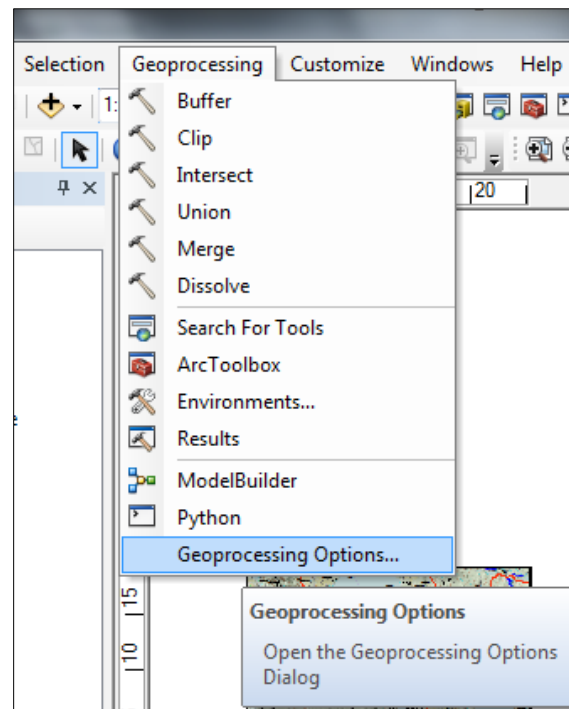 Selection Geoprocessing Customize Windows Help
1:
Buffer
Clip
Intersect
20
Union
Merge
Dissolve
Search For Tools
ArcToolbox
Environments...
Results
ModelBuilder
Python
Geoprocessing Options...
15
Geoprocessing Options
10
Open the Geoprocessing Options
Dialog